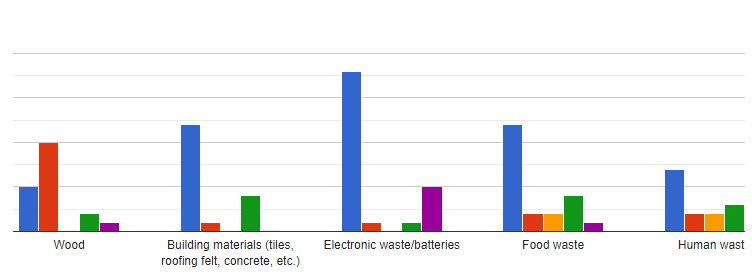 Wood
Building materials (tiles,
roofing felt, concrete, etc.)
Electronic waste/batteries
Food waste
Human wast